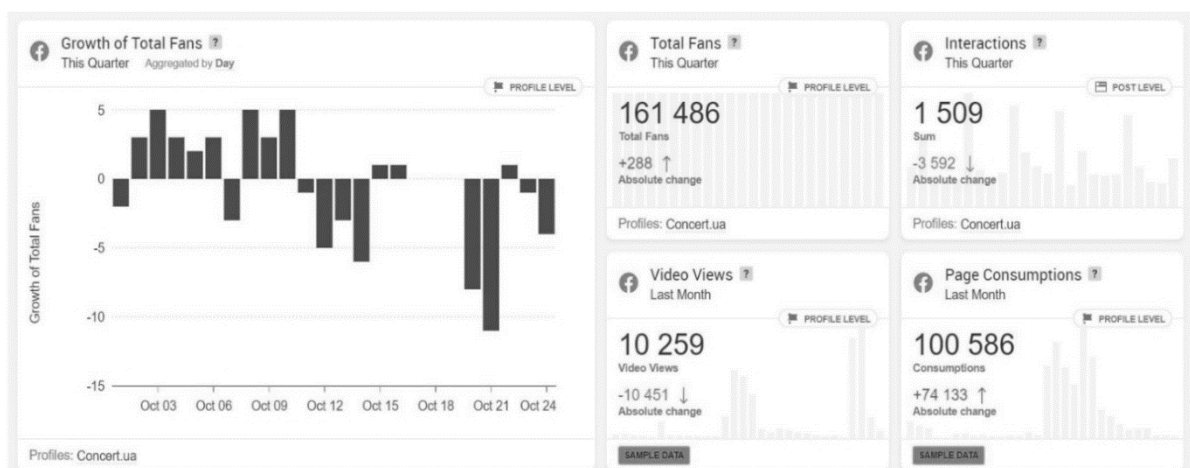 Growth of Total Fans ?
This Quarter Aggregated by Day
PROFILE LEVEL
Growth of Total Fans
5
0
-5
-10
-15
Oct 03 Oct 06 Oct 09 Oct 12 Oct 15 Oct 18 Oct 21 Oct 24
Profiles: Concert.ua
Total Fans ?
This Quarter
PROFILE LEVEL
161 486
Total Fans
+288 ↑
Absolute change
Profiles: Concert.ua
Interactions ?
This Quarter
POST LEVEL
1 509
Sum
-3 592 ↓
Absolute change
Profiles: Concert.ua
Video Views ?
Last Month
PROFILE LEVEL
10 259
Video Views
-10 451 ↓
Absolute change
SAMPLE DATA
Page Consumptions ?
Last Month
PROFILE LEVEL
100 586
Consumptions
+74 133 ↑
Absolute change
SAMPLE DATA